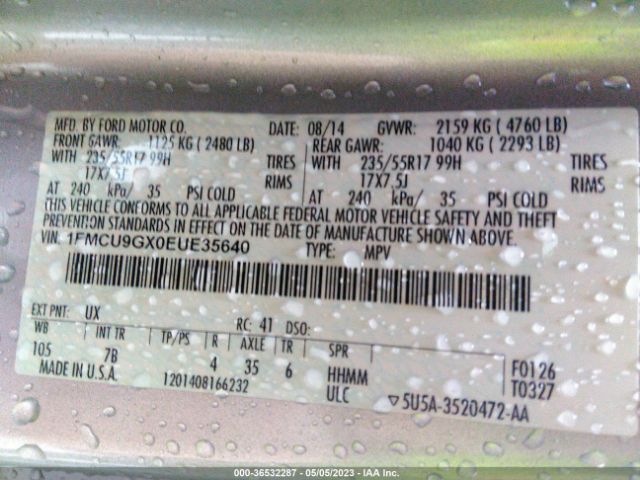 MFD. BY FORD MOTOR CO. DATE: 08/14 GVWR: 2159 KG ( 4760 LB)
FRONT GAWR: 1125 KG ( 2480 LB) REAR GAWR: 1040 KG ( 2293 LB)
WITH 235/55R17 99H TIRES WITH 235/55R17 99H TIRES
17X7.5J RIMS 17X7.5J RIMS
AT 240 kPa/ 35 PSI COLD AT 240 kPa/ 35 PSI COLD
THIS VEHICLE CONFORMS TO ALL APPLICABLE FEDERAL MOTOR VEHICLE SAFETY AND THEFT
PREVENTION STANDARDS IN EFFECT ON THE DATE OF MANUFACTURE SHOWN ABOVE.
VIN: 1FMCU9GX0EUE35640 TYPE: MPV
EXT PNT: UX RC: 41 DSO:
WB INT TR TP/PS R AXLE TR SPR
105 7B 4 35 6 HHMM F0126
MADE IN U.S.A. 1201408166232 ULC T0327
▽5U5A-3520472-AA
000-36532287 - 05/05/2023 - IAA Inc.